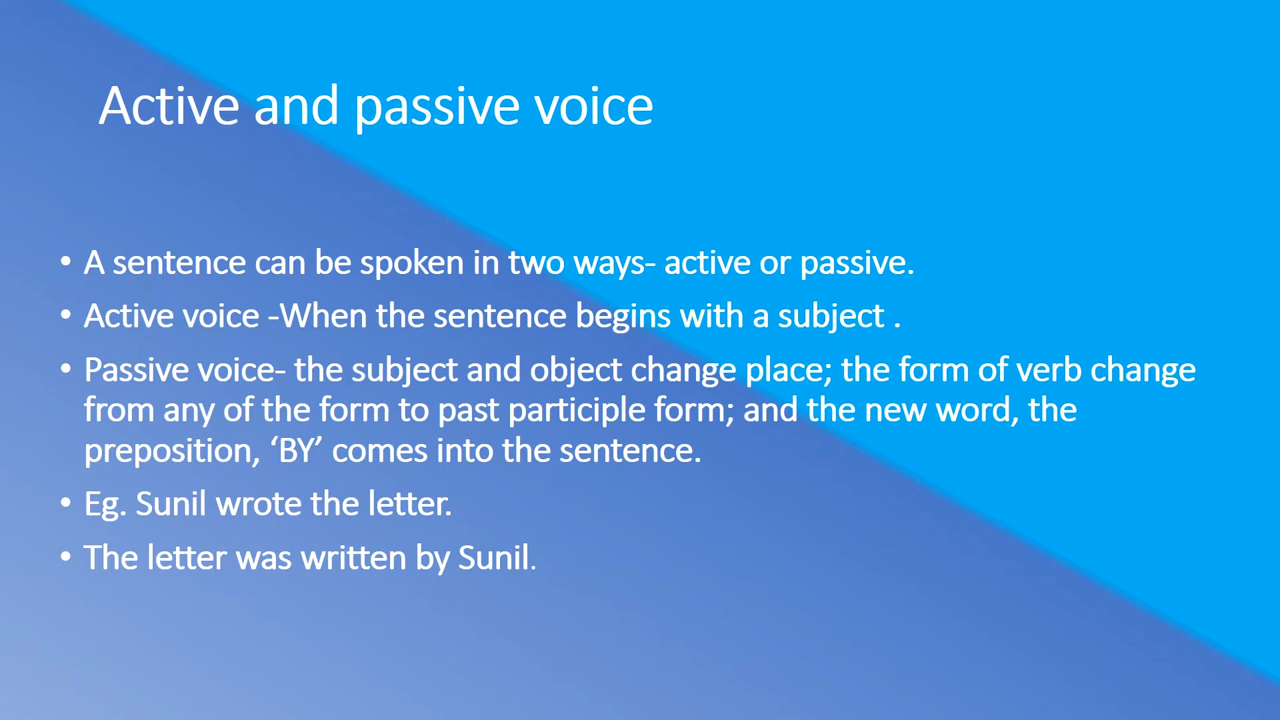 Active and passive voice
• A sentence can be spoken in two ways- active or passive.
• Active voice -When the sentence begins with a subject .
• Passive voice- the subject and object change place; the form of verb change
from any of the form to past participle form; and the new word, the
preposition, ‘BY’ comes into the sentence.
• Eg. Sunil wrote the letter.
• The letter was written by Sunil.